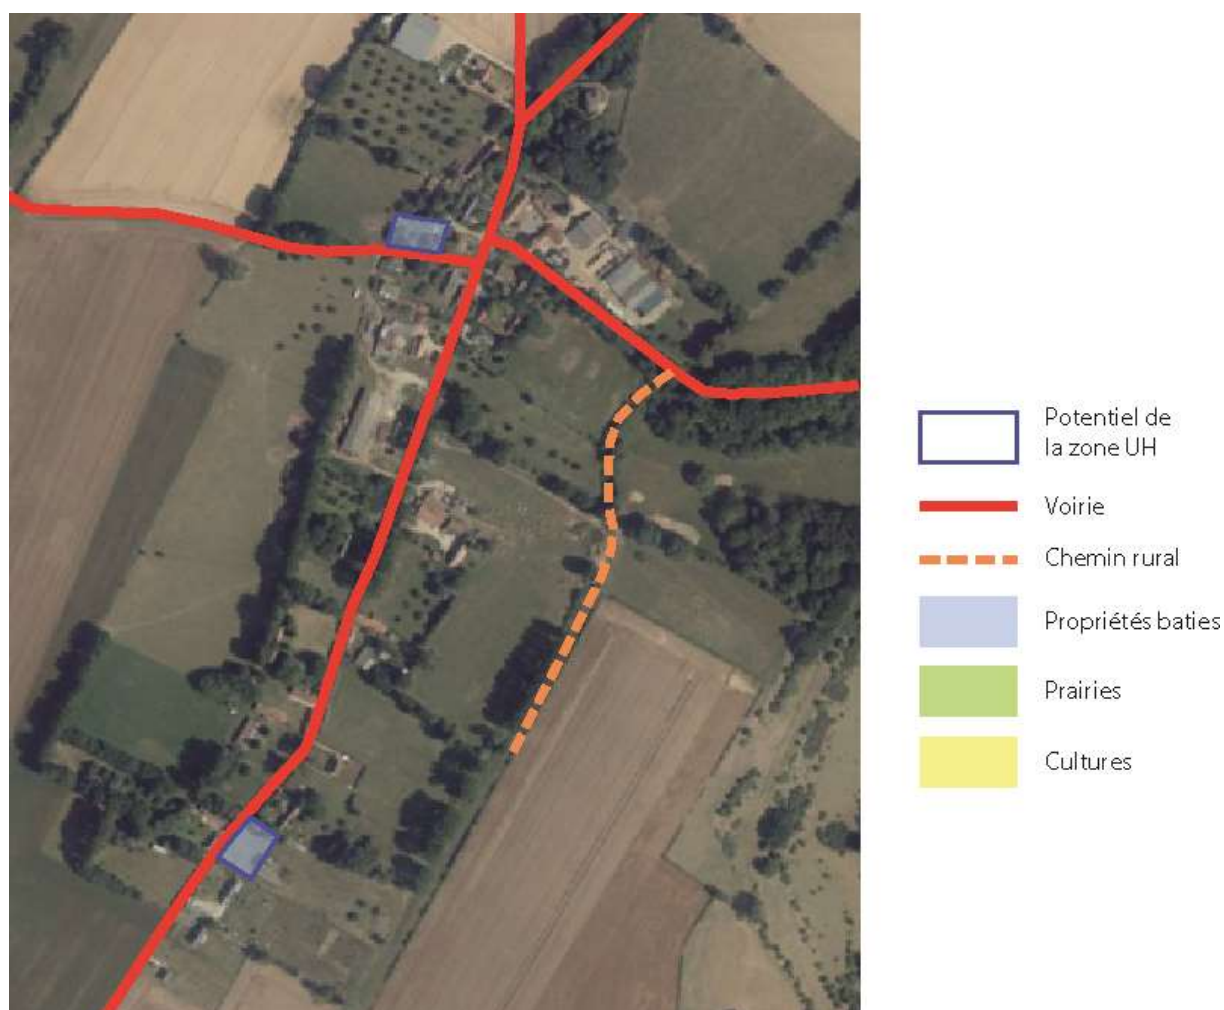 Potentiel de
la zone UH
Voirie
Chemin rural
Propriétés baties
Prairies
Cultures